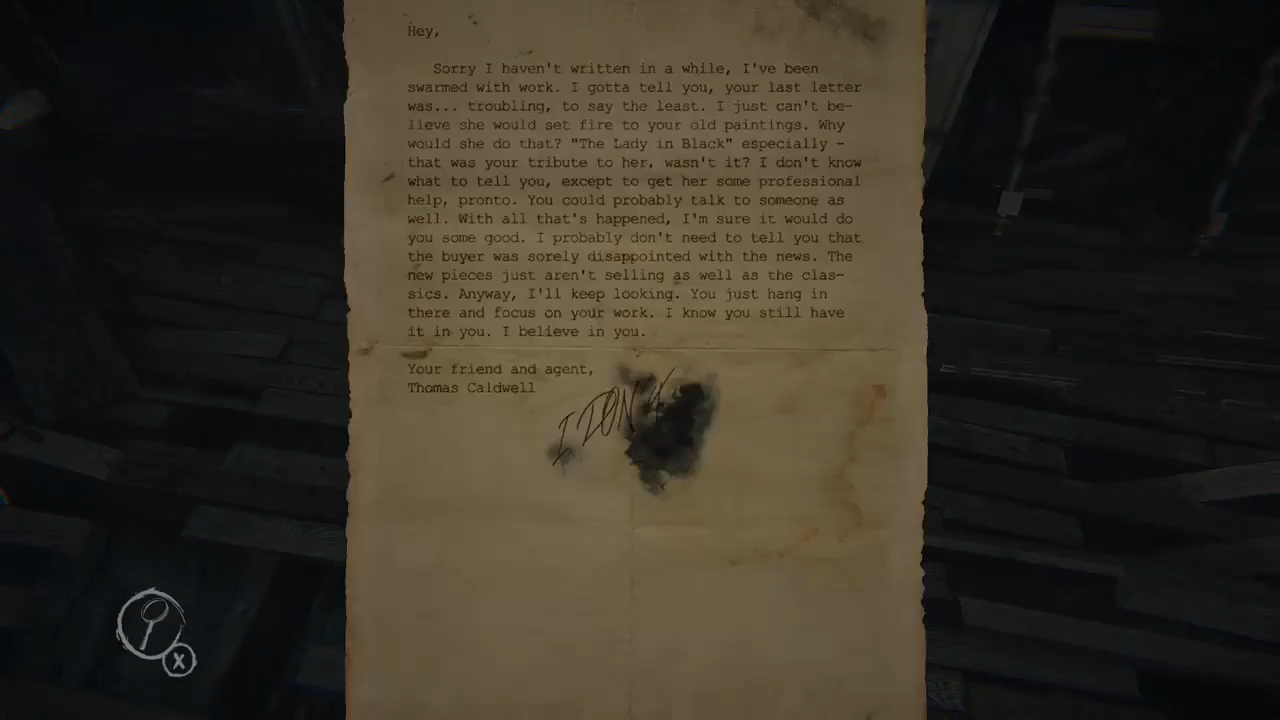 Hey,
Sorry I haven't written in a while, I've been
swarmed with work. I gotta tell you, your last letter
was... troubling, to say the least. I just can't be-
lieve she would set fire to your old paintings. Why
would she do that? "The Lady in Black" especially -
that was your tribute to her, wasn't it? I don't know
what to tell you, except to get her some professional
help, pronto. You could probably talk to someone as
well. With all that's happened, I'm sure it would do
you some good. I probably don't need to tell you that
the buyer was sorely disappointed with the news. The
new pieces just aren't selling as well as the clas-
sics. Anyway, I'll keep looking. You just hang in
there and focus on your work. I know you still have
it in you. I believe in you.
Your friend and agent,
Thomas Caldwell
I DON
X